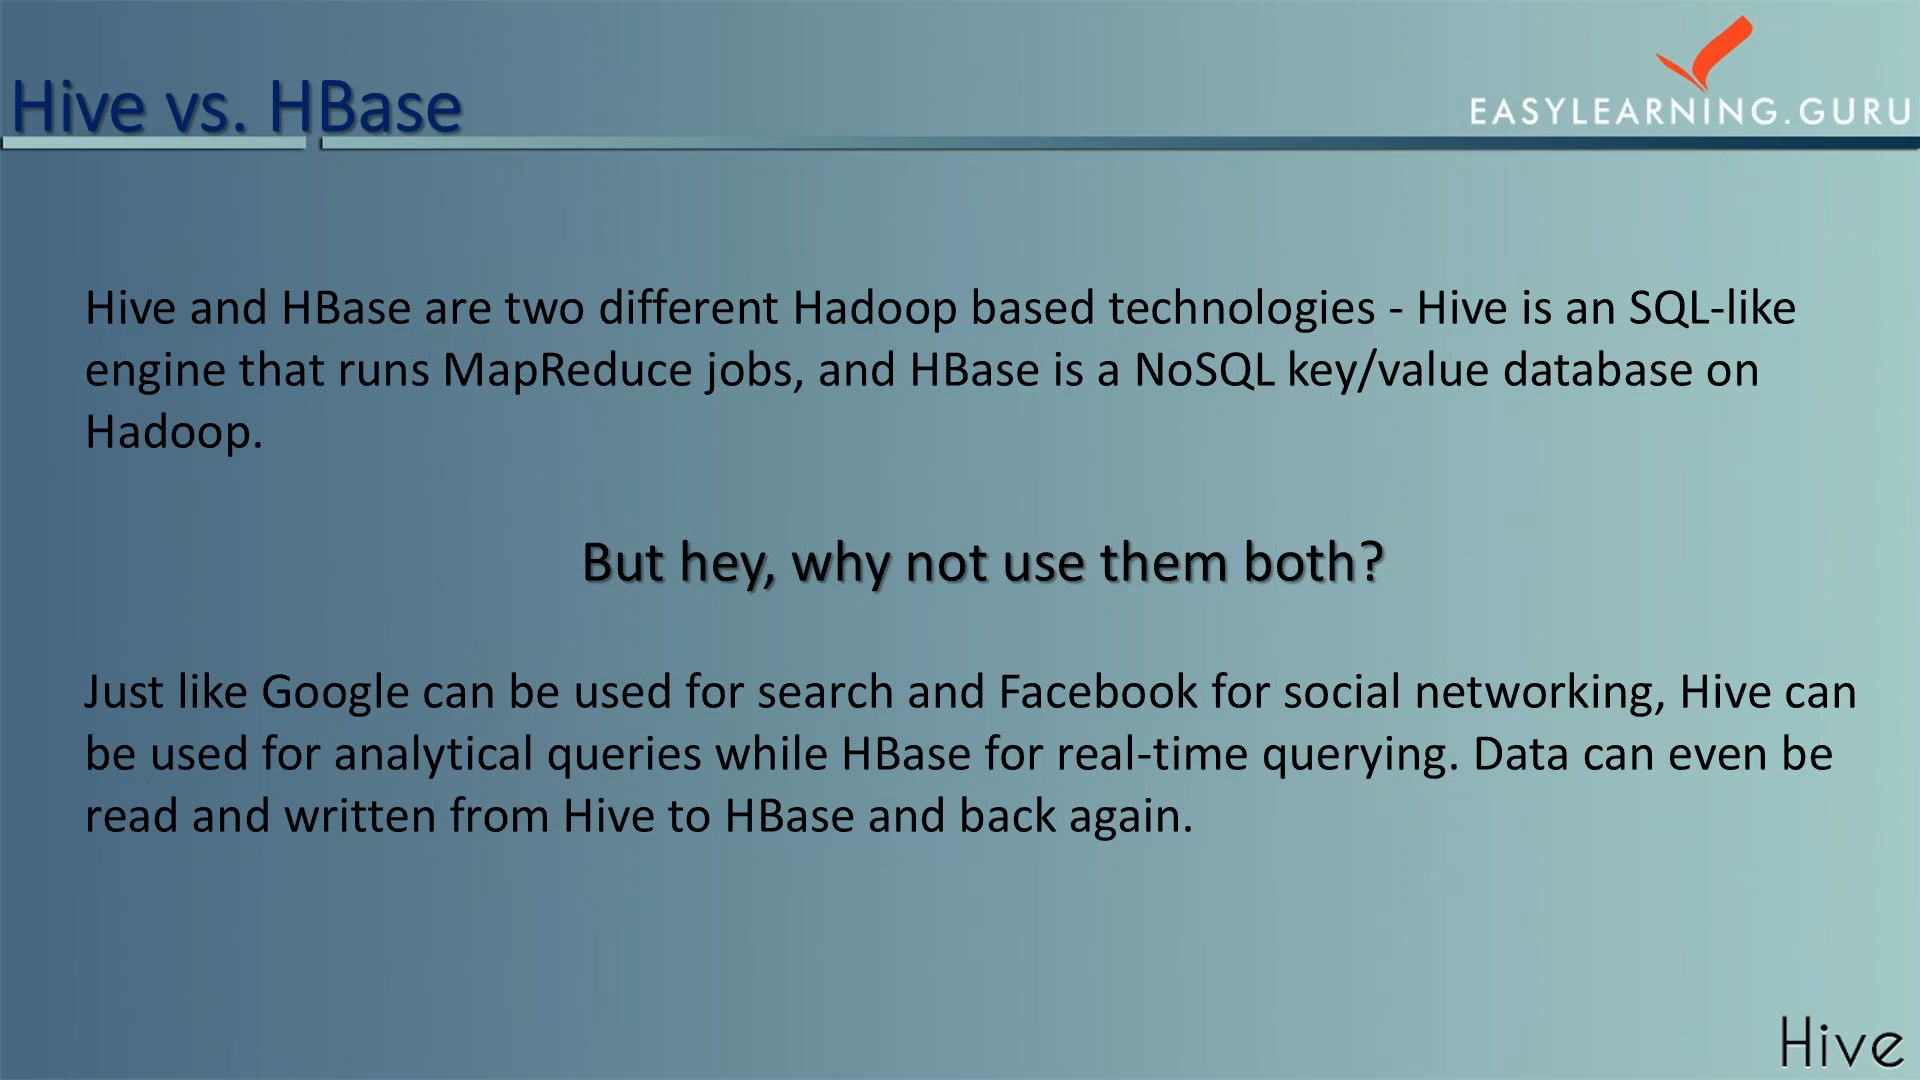 Hive vs. HBase
EASYLEARNING.GURU
Hive and HBase are two different Hadoop based technologies - Hive is an SQL-like
engine that runs MapReduce jobs, and HBase is a NoSQL key/value database on
Hadoop.
But hey, why not use them both?
Just like Google can be used for search and Facebook for social networking, Hive can
be used for analytical queries while HBase for real-time querying. Data can even be
read and written from Hive to HBase and back again.
Hive